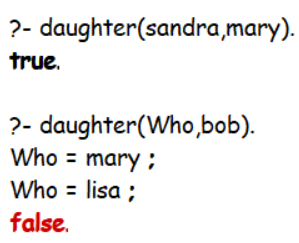 ?- daughter(sandra,mary).
true.
?- daughter(Who,bob).
Who = mary ;
Who = lisa ;
false.